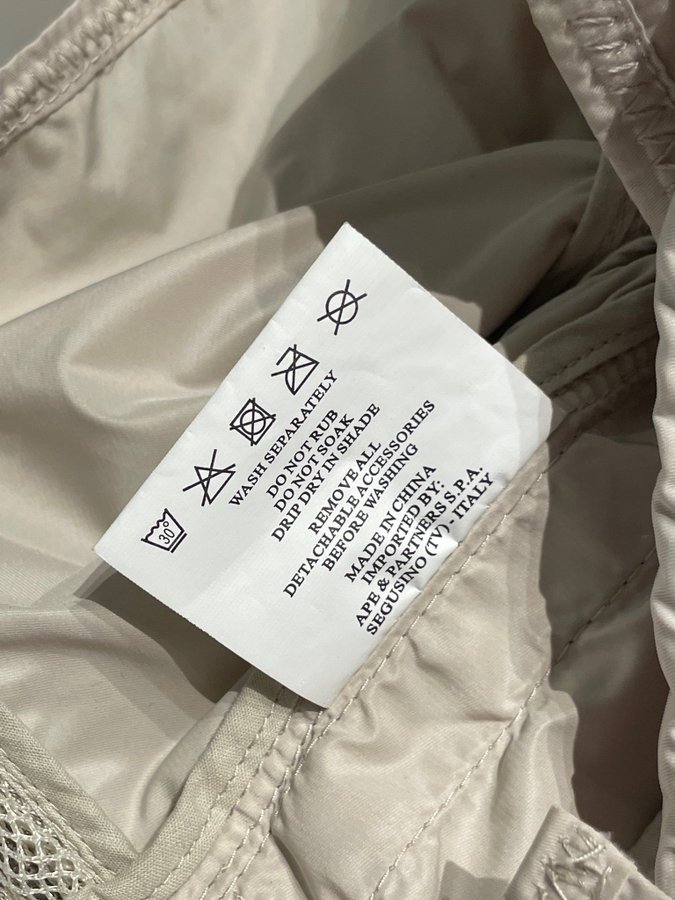 30°
WASH SEPARATELY
DO NOT RUB
DO NOT SOAK
DRIP DRY IN SHADE
REMOVE ALL
DETACHABLE ACCESSORIES
BEFORE WASHING
MADE IN CHINA
IMPORTED BY:
APE & PARTNERS S.P.A.
SEGUSINO (IV) - ITALY